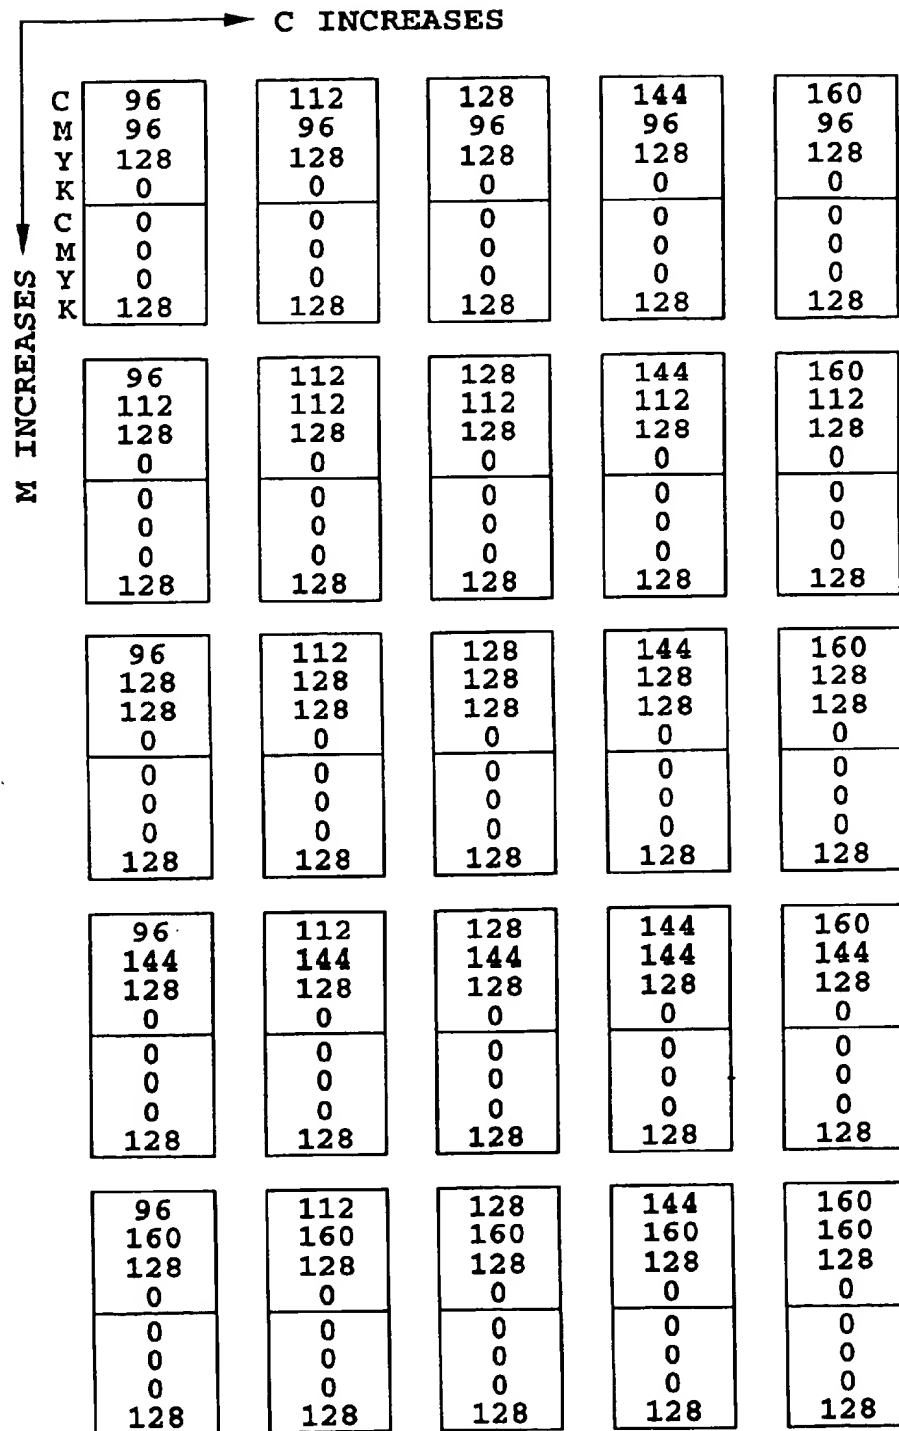 C INCREASES
M INCREASES
C 96 112 128 144 160
M 96 96 96 96 96
Y 128 128 128 128 128
K 0 0 0 0 0
C 0 0 0 0 0
M 0 0 0 0 0
Y 0 0 0 0 0
K 128 128 128 128 128
96 112 128 144 160
112 112 112 112 112
128 128 128 128 128
0 0 0 0 0
0 0 0 0 0
0 0 0 0 0
0 0 0 0 0
128 128 128 128 128
96 112 128 144 160
128 128 128 128 128
128 128 128 128 128
0 0 0 0 0
0 0 0 0 0
0 0 0 0 0
0 0 0 0 0
128 128 128 128 128
96 112 128 144 160
144 144 144 144 144
128 128 128 128 128
0 0 0 0 0
0 0 0 0 0
0 0 0 0 0
0 0 0 0 0
128 128 128 128 128
96 112 128 144 160
160 160 160 160 160
128 128 128 128 128
0 0 0 0 0
0 0 0 0 0
0 0 0 0 0
0 0 0 0 0
128 128 128 128 128